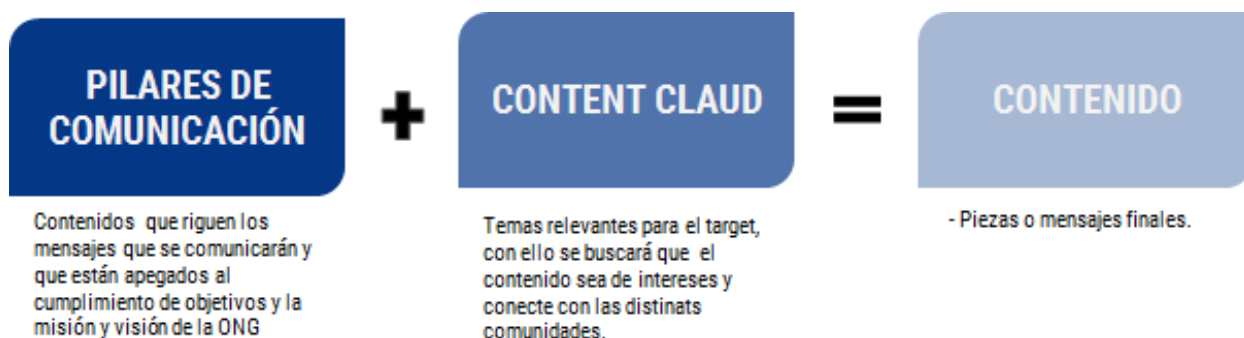 PILARES DE
COMUNICACIÓN
+
CONTENT CLAUD
=
CONTENIDO
Contenidos que riguen los
mensajes que se comunicarán y
que están apegados al
cumplimiento de objetivos y la
misión y visión de la ONG
Temas relevantes para el target,
con ello se buscará que el
contenido sea de intereses y
conecte con las distinats
comunidades.
- Piezas o mensajes finales.